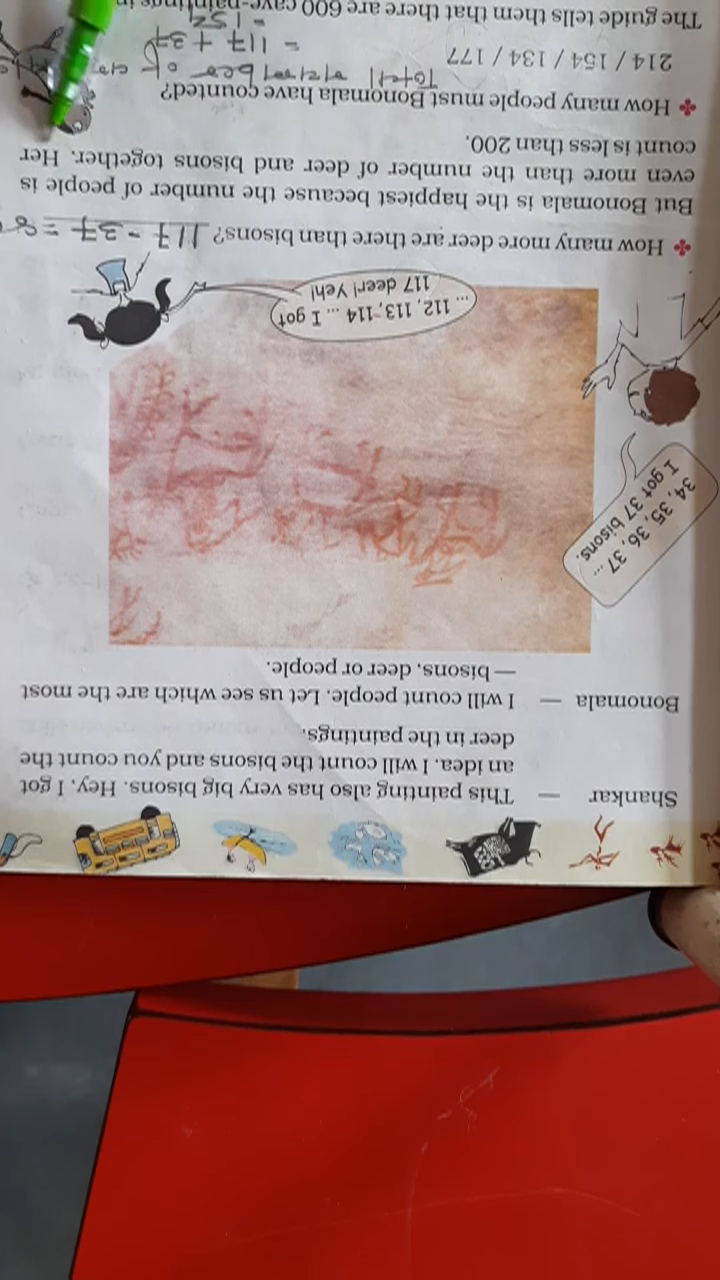 Shankar — This painting also has very big bisons. Hey, I got
an idea. I will count the bisons and you count the
deer in the paintings.
Bonomala — I will count people. Let us see which are the most
— bisons, deer or people.
34, 35, 36, 37 ...
I got 37 bisons.
... 112, 113, 114 ... I got
117 deer! Yeh!
How many more deer are there than bisons? 117 - 37 = 8
But Bonomala is the happiest because the number of people is
even more than the number of deer and bisons together. Her
count is less than 200.
How many people must Bonomala have counted?
Total of
214 / 154 / 134 / 177
= 117 + 37
= 154
The guide tells them that there are 600 cave-paintings in